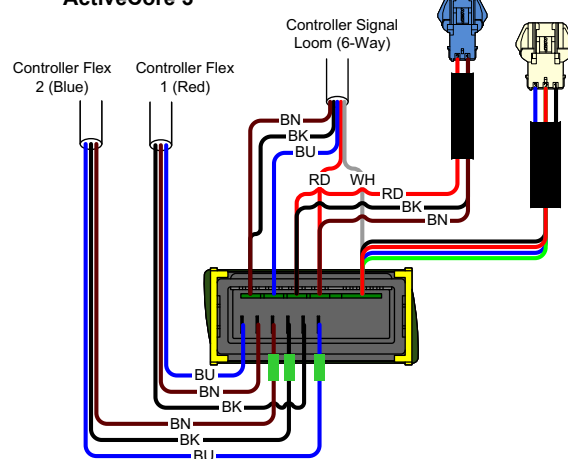 ActiveCore 3
Controller Signal
Loom (6-Way)
Controller Flex
2 (Blue)
Controller Flex
1 (Red)
BN
BK
BU
RD
WH
RD
BK
BN
BU
BN
BK
BN
BK
BU